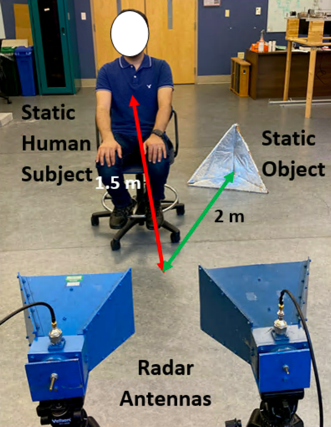 Static
Human
Subject
Static
Object
1.5 m
2 m
Radar
Antennas